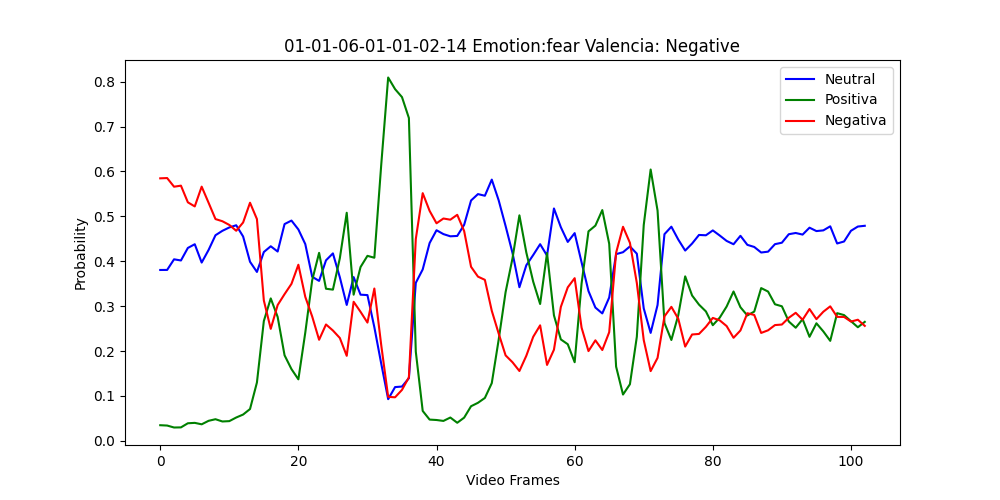 01-01-06-01-01-02-14 Emotion:fear Valencia: Negative
Neutral
Positiva
Negativa
Probability
0.8
0.7
0.6
0.5
0.4
0.3
0.2
0.1
0.0
0 20 40 60 80 100
Video Frames